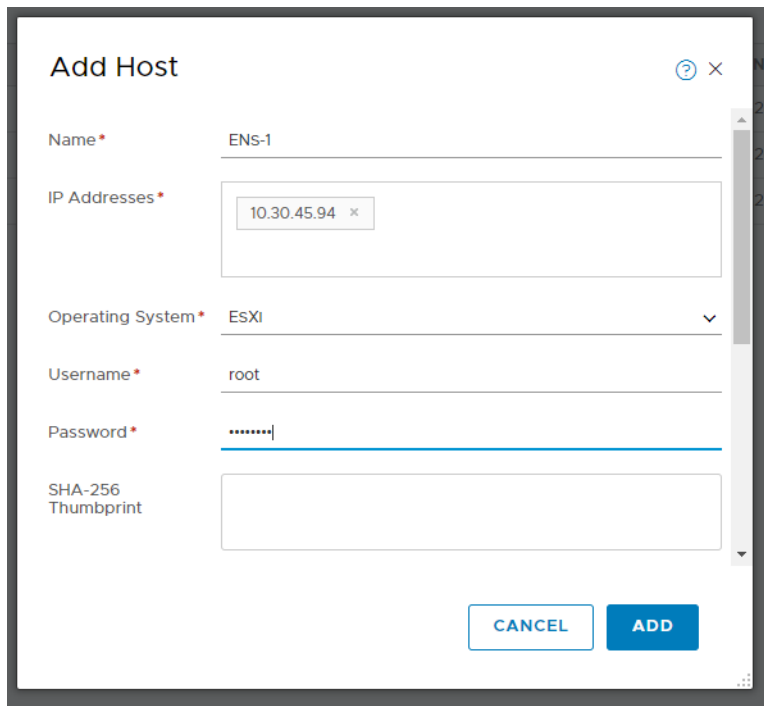 Add Host
Name*
ENs-1
IP Addresses*
10.30.45.94
Operating System*
ESXI
Username*
root
Password*
••••••••
SHA-256
Thumbprint
CANCEL
ADD